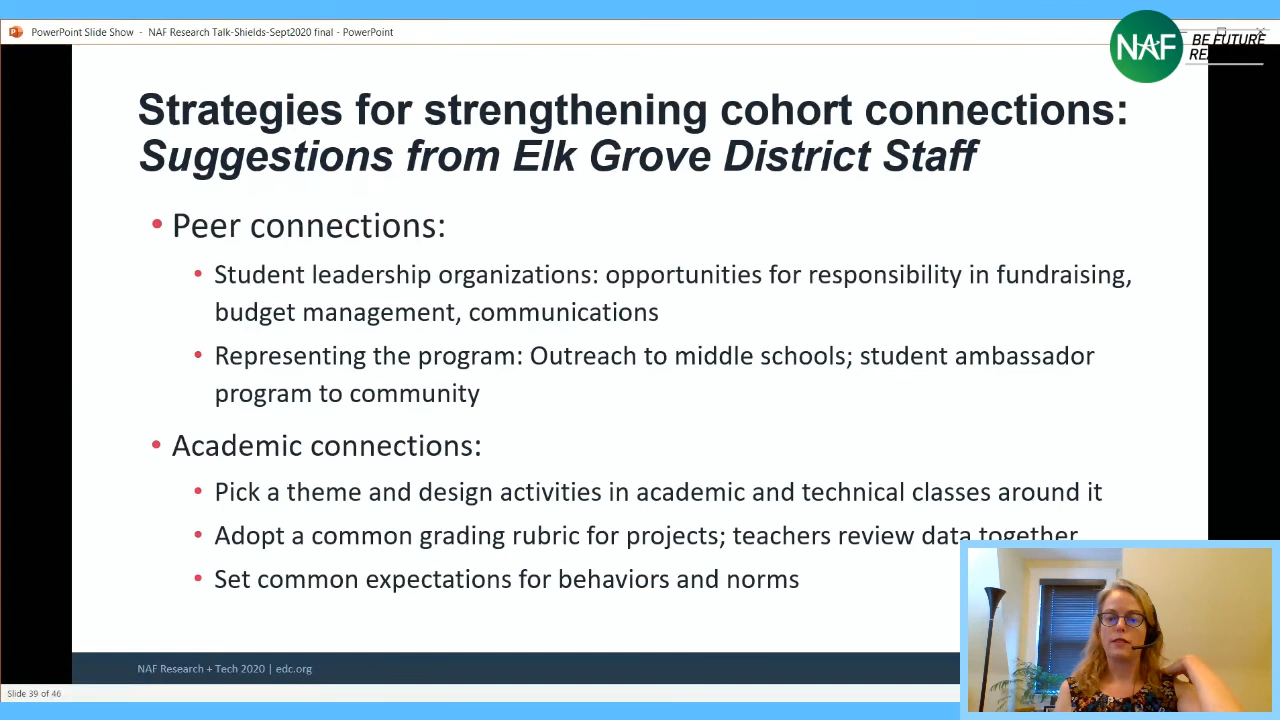 PowerPoint Slide Show - NAF Research Talk-Shields-Sept2020 final - PowerPoint
NAF
BE FUTURE
Strategies for strengthening cohort connections:
Suggestions from Elk Grove District Staff
• Peer connections:
• Student leadership organizations: opportunities for responsibility in fundraising,
budget management, communications
• Representing the program: Outreach to middle schools; student ambassador
program to community
• Academic connections:
• Pick a theme and design activities in academic and technical classes around it
• Adopt a common grading rubric for projects; teachers review data together
• Set common expectations for behaviors and norms
NAF Research + Tech 2020 | edc.org
Slide 39 of 46